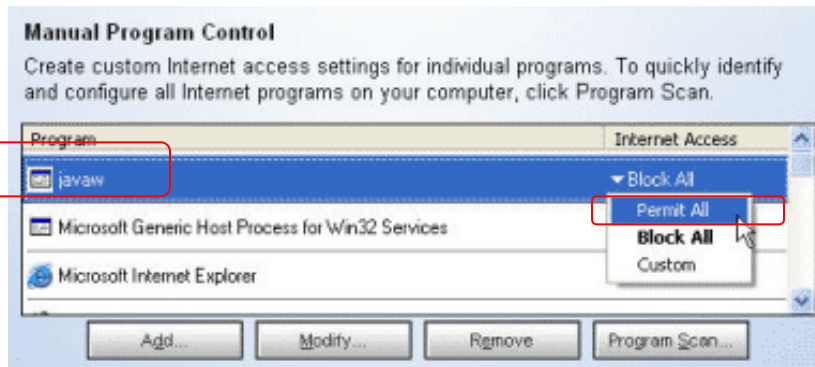 Manual Program Control
Create custom Internet access settings for individual programs. To quickly identify
and configure all Internet programs on your computer, click Program Scan.
Program Internet Access
javaw Block All
Permit All
Microsoft Generic Host Process for Win32 Services
Block All
Microsoft Internet Explorer
Custom
Add... Modify... Remove Program Scan...